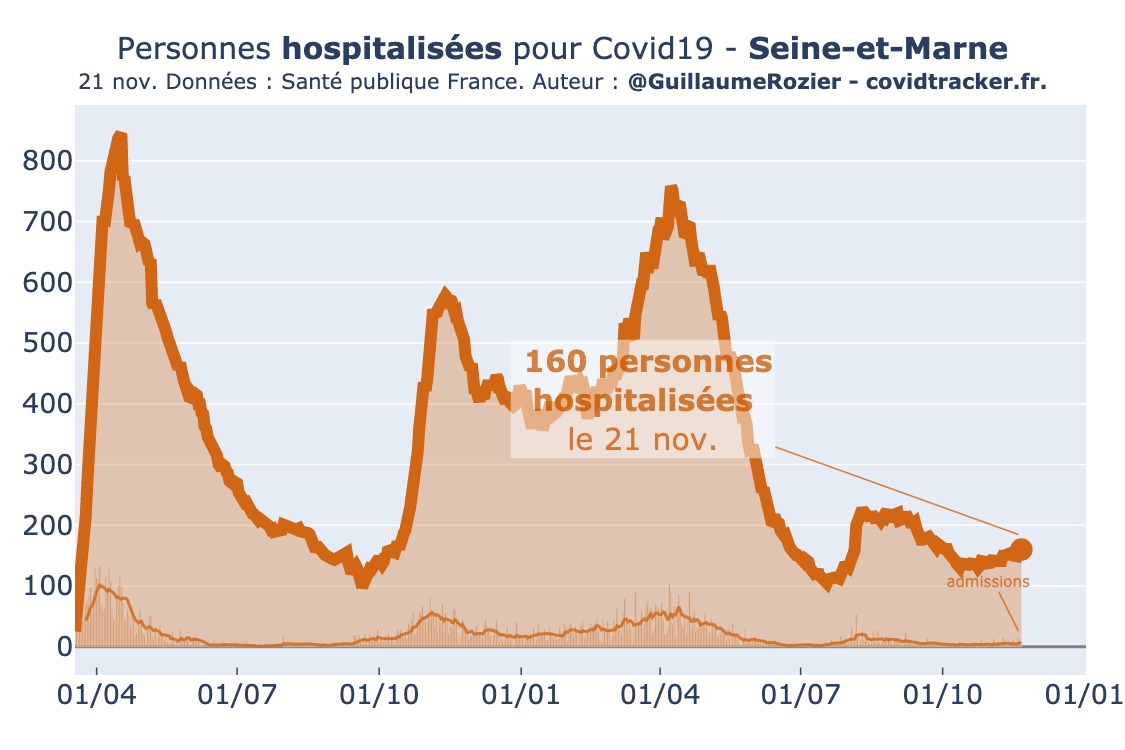 Personnes hospitalisées pour Covid19 - Seine-et-Marne
21 nov. Données : Santé publique France. Auteur : @GuillaumeRozier - covidtracker.fr.
800
700
600
500
400
300
200
100
0
160 personnes
hospitalisées
le 21 nov.
admissions
01/04 01/07 01/10 01/01 01/04 01/07 01/10 01/01